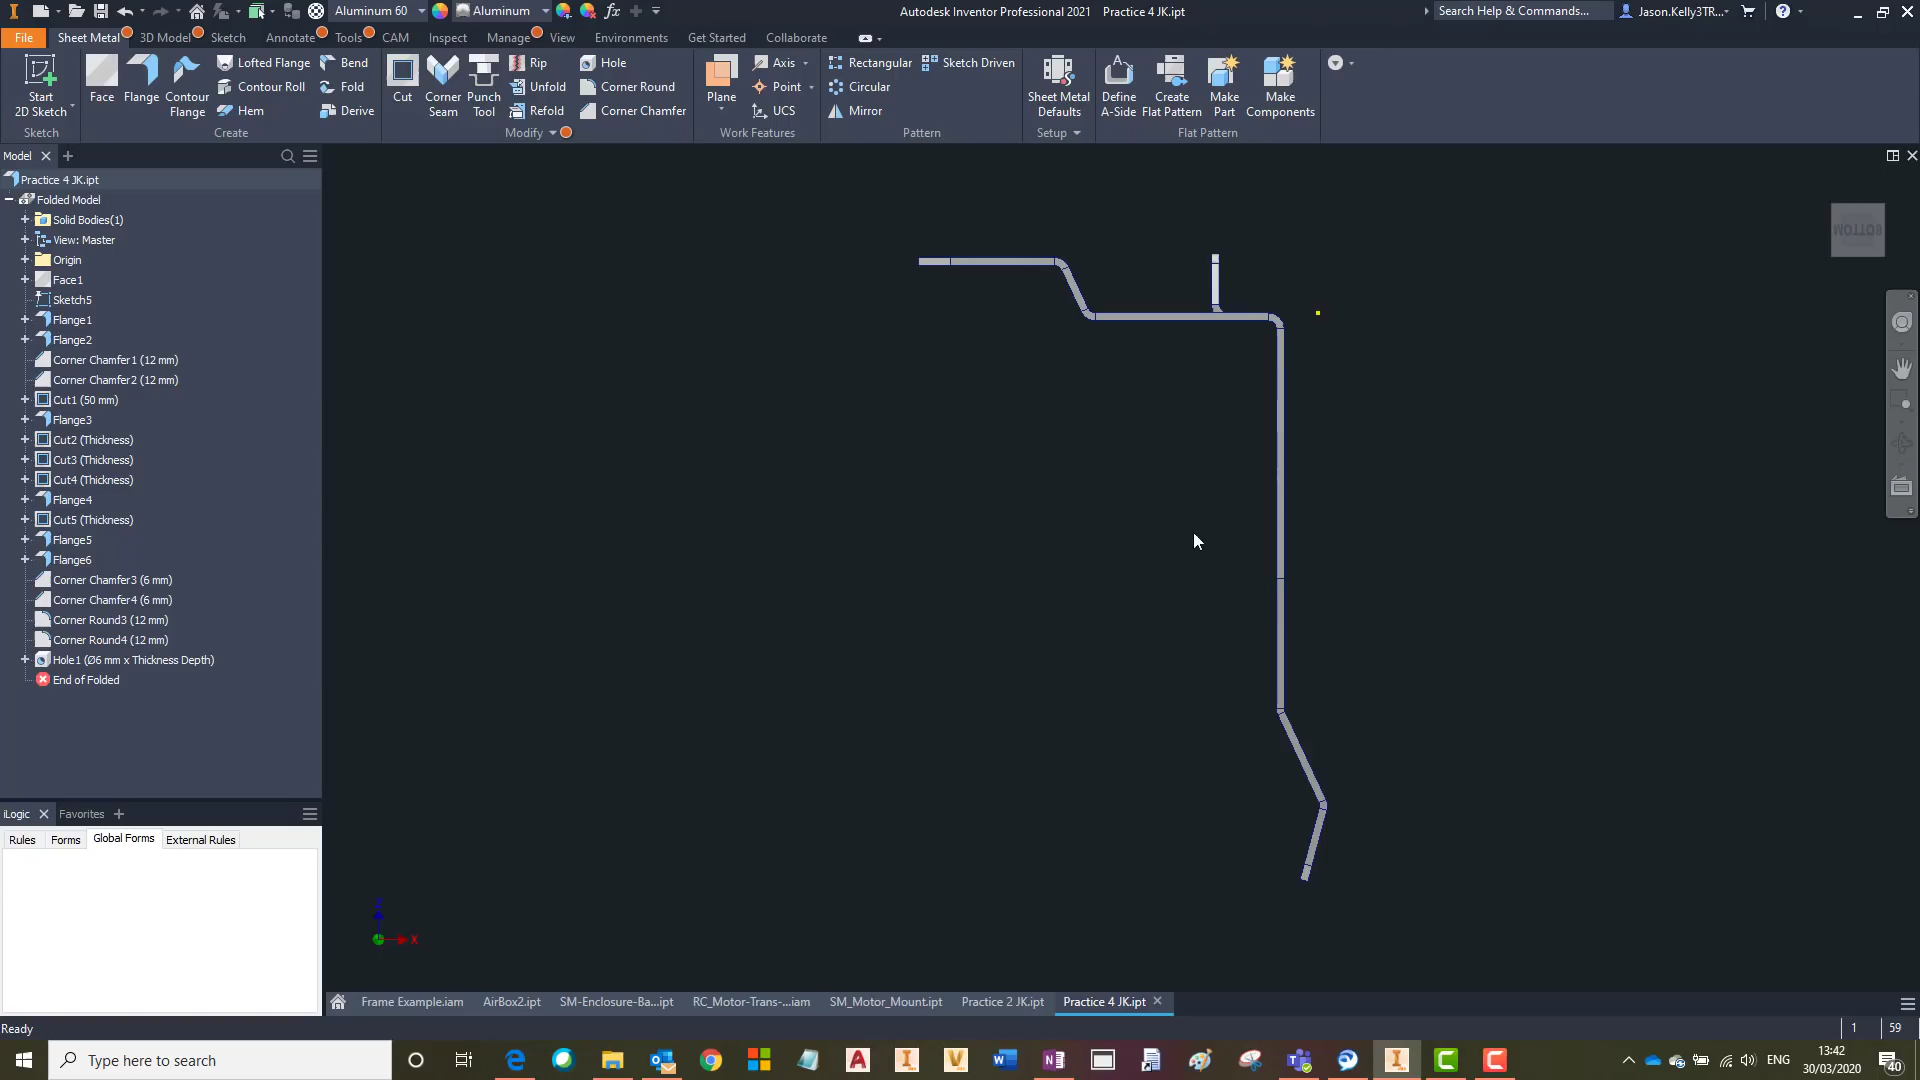 Aluminum 60
Aluminum
Autodesk Inventor Professional 2021 Practice 4 JK.ipt
Search Help & Commands...
Jason.Kelly3TR...
File
Sheet Metal
3D Model
Sketch
Annotate
Tools
CAM
Inspect
Manage
View
Environments
Get Started
Collaborate
Start
2D Sketch
Face
Flange
Contour
Flange
Lofted Flange
Contour Roll
Hem
Bend
Fold
Derive
Cut
Corner
Seam
Punch
Tool
Rip
Unfold
Refold
Hole
Corner Round
Corner Chamfer
Plane
Axis
Point
UCS
Rectangular
Circular
Mirror
Sketch Driven
Sheet Metal
Defaults
Define
A-Side
Create
Flat Pattern
Make
Part
Make
Components
Sketch
Create
Modify
Work Features
Pattern
Setup
Flat Pattern
Model
Practice 4 JK.ipt
Folded Model
Solid Bodies(1)
View: Master
Origin
Face1
Sketch5
Flange1
Flange2
Corner Chamfer1 (12 mm)
Corner Chamfer2 (12 mm)
Cut1 (50 mm)
Flange3
Cut2 (Thickness)
Cut3 (Thickness)
Cut4 (Thickness)
Flange4
Cut5 (Thickness)
Flange5
Flange6
Corner Chamfer3 (6 mm)
Corner Chamfer4 (6 mm)
Corner Round3 (12 mm)
Corner Round4 (12 mm)
Hole1 (Ø6 mm x Thickness Depth)
End of Folded
BOTTOM
iLogic
Favorites
Rules
Forms
Global Forms
External Rules
Z
X
Frame Example.iam
AirBox2.ipt
SM-Enclosure-Ba...ipt
RC_Motor-Trans-...iam
SM_Motor_Mount.ipt
Practice 2 JK.ipt
Practice 4 JK.ipt
Ready
1
59
Type here to search
ENG
13:42
30/03/2020
40